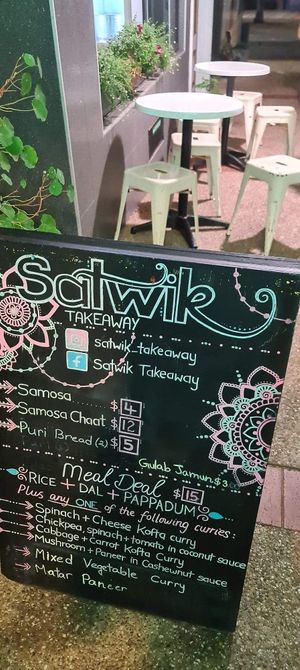 Satwik
TAKEAWAY
satwik_takeaway
Satwik Takeaway
Samosa $4
Samosa Chaat $12
Puri Bread (2) $5
Gulab Jamun $3
Meal Deal $15
RICE + DAL + PAPPADUM
Plus any ONE of the following curries:
Spinach + Cheese Kofta curry
Chickpea, spinach + tomato in coconut sauce
Cabbage + Carrot Kofta Curry
Mushroom + Paneer in Cashewnut sauce
Mixed Vegetable Curry
Matar Paneer